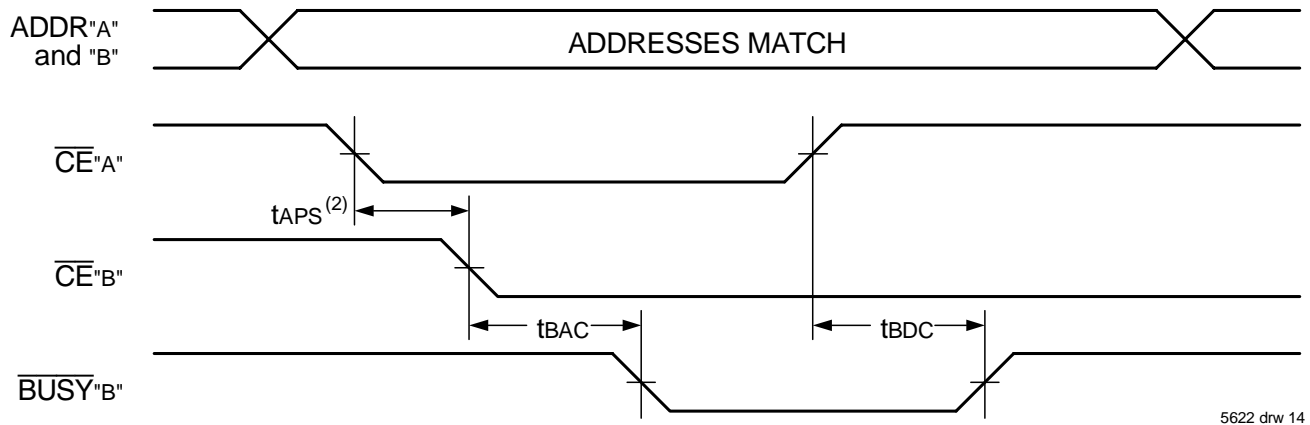 ADDR"A"
and "B"
ADDRESSES MATCH
CE"A"
tAPS(2)
CE"B"
tBAC
tBDC
BUSY"B"
5622 drw 14